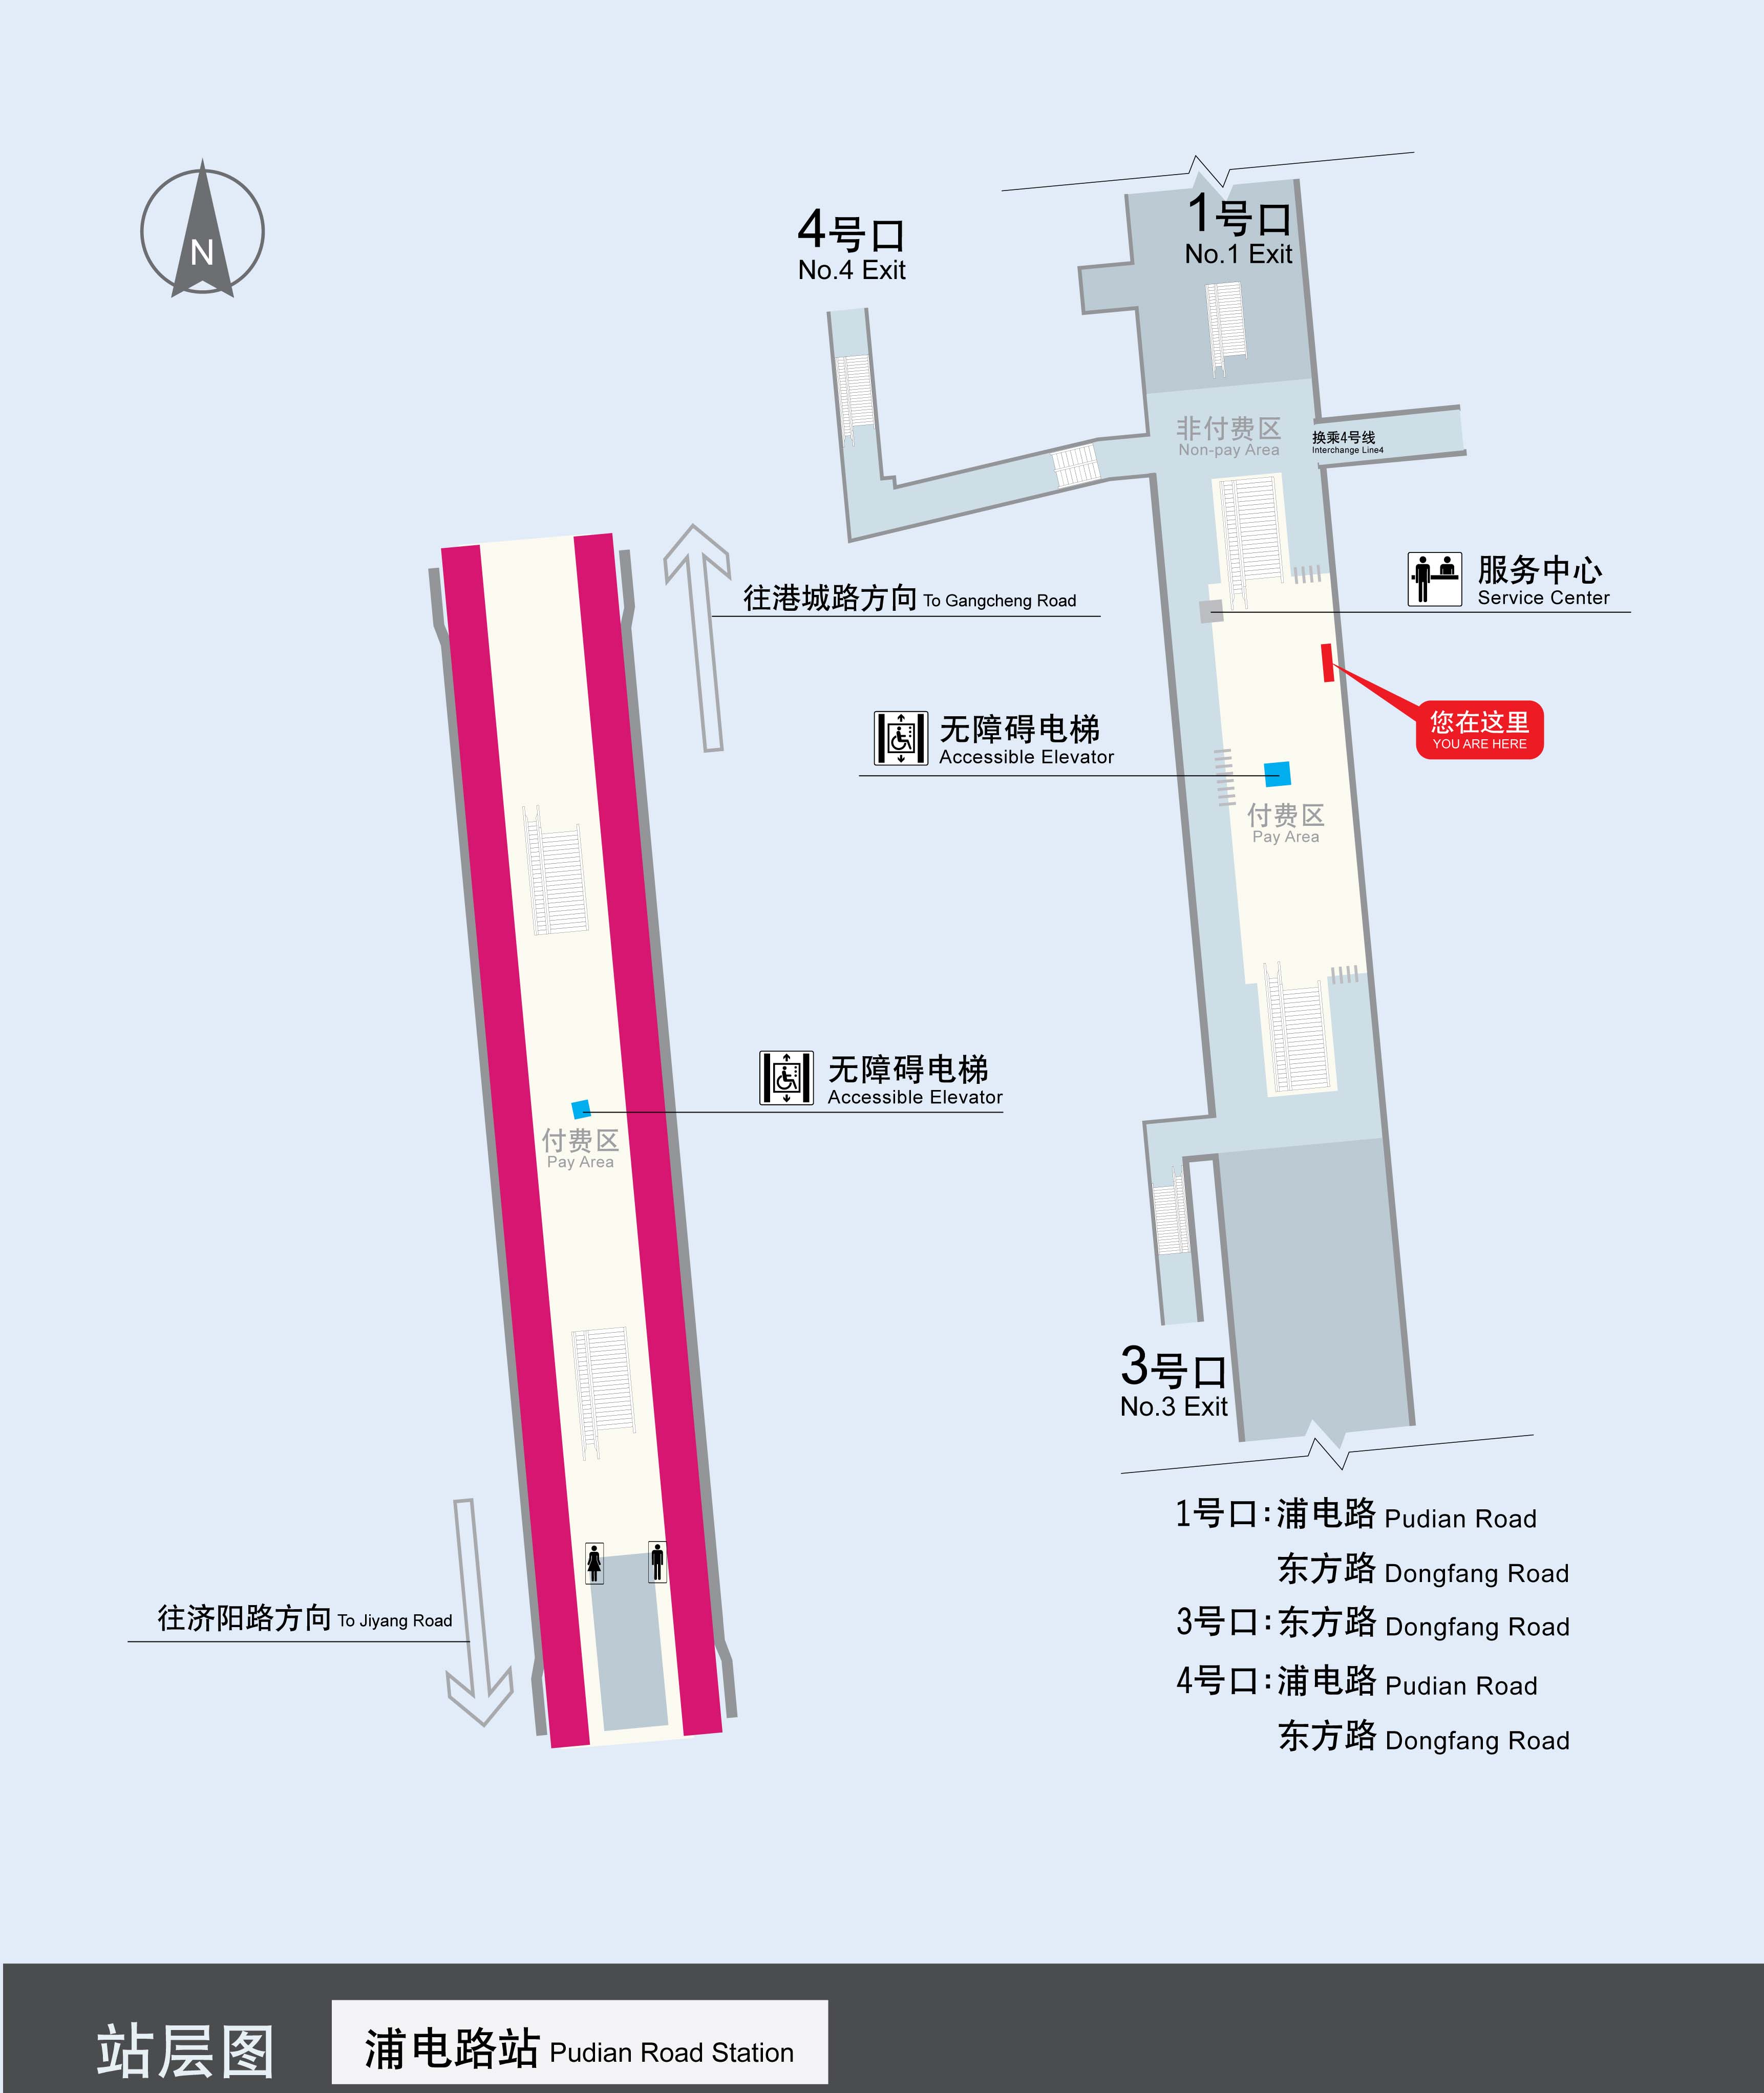 N
4号口
No.4 Exit
1号口
No.1 Exit
非付费区
Non-pay Area
换乘4号线
Interchange Line4
服务中心
Service Center
往港城路方向 To Gangcheng Road
您在这里
YOU ARE HERE
无障碍电梯
Accessible Elevator
付费区
Pay Area
无障碍电梯
Accessible Elevator
付费区
Pay Area
3号口
No.3 Exit
往济阳路方向 To Jiyang Road
1号口:浦电路 Pudian Road
东方路 Dongfang Road
3号口:东方路 Dongfang Road
4号口:浦电路 Pudian Road
东方路 Dongfang Road
站层图
浦电路站 Pudian Road Station